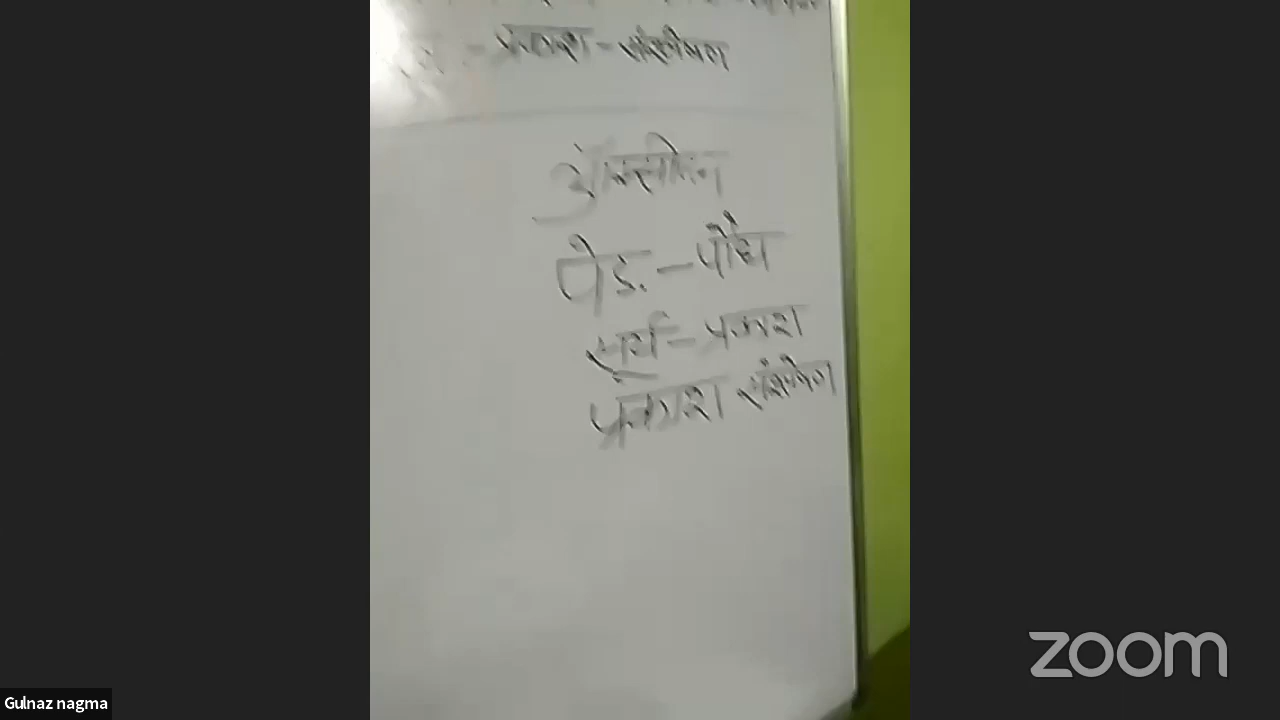 - प्रकाश - संश्लेषण
ऑक्सीजन
पेड़ - पौधे
सूर्य - प्रकाश
प्रकाश संश्लेषण
Gulnaz nagma
zoom